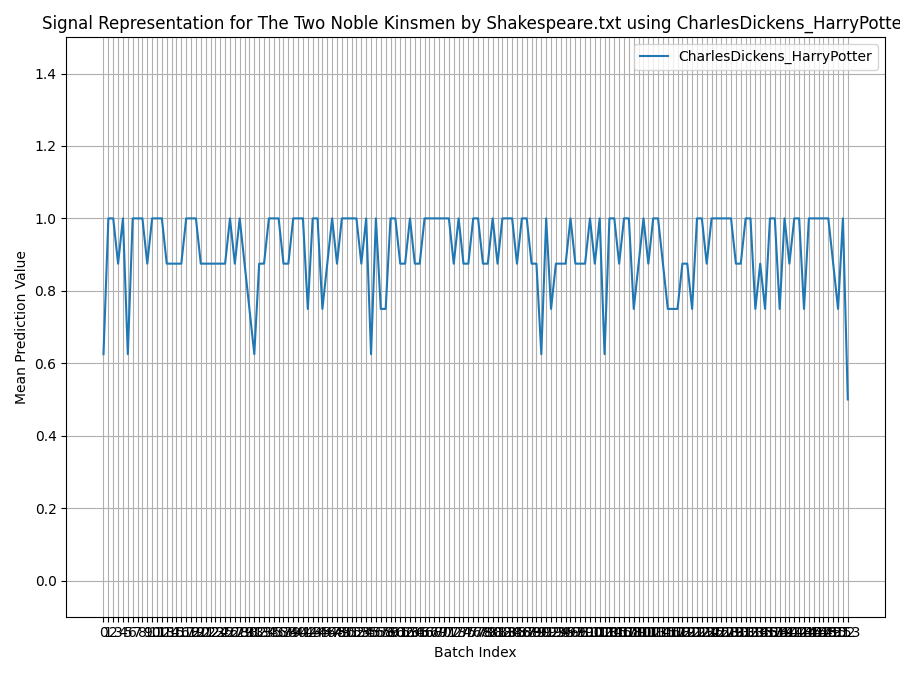 Signal Representation for The Two Noble Kinsmen by Shakespeare.txt using CharlesDickens_HarryPotte
CharlesDickens_HarryPotter
1.4
1.2
1.0
0.8
0.6
0.4
0.2
0.0
Mean Prediction Value
Batch Index